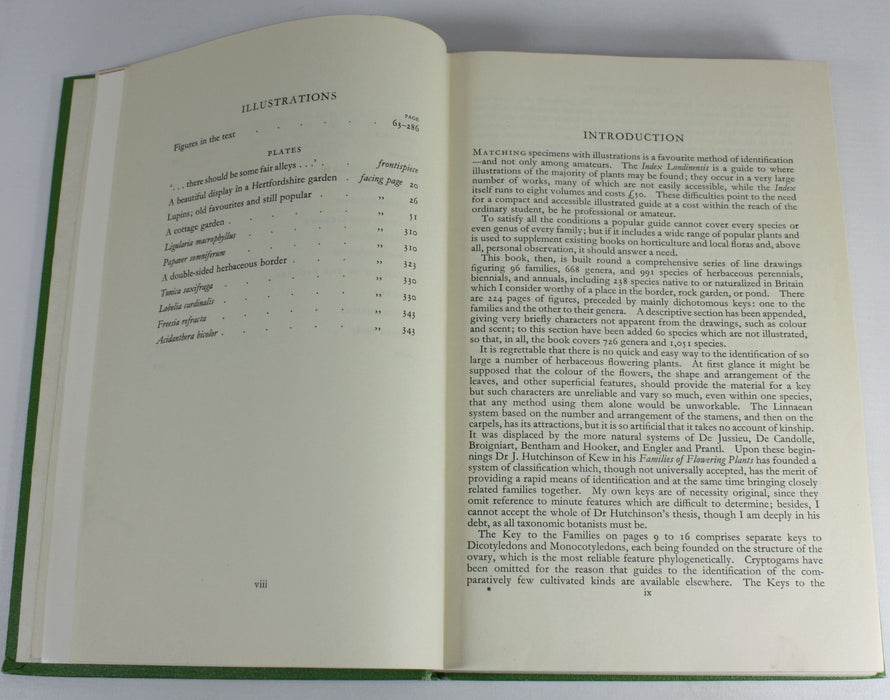 ILLUSTRATIONS
PAGE
Figures in the text . . . . . 63–286
PLATES
‘. . . there should be some fair alleys . . .’ . . frontispiece
A beautiful display in a Hertfordshire garden . facing page 20
Lupins; old favourites and still popular . . ,, 26
A cottage garden . . . . . ,, 31
Ligularia macrophyllus . . . . ,, 310
Papaver somniferum . . . . ,, 310
A double-sided herbaceous border . . . ,, 323
Tunica saxifraga . . . . . ,, 330
Lobelia cardinalis . . . . . ,, 330
Freesia refracta . . . . . ,, 343
Acidanthera bicolor . . . . . ,, 343
viii
INTRODUCTION
MATCHING specimens with illustrations is a favourite method of identification
—and not only among amateurs. The Index Londinensis is a guide to where
illustrations of the majority of plants may be found; they occur in a very large
number of works, many of which are not easily accessible, while the Index
itself runs to eight volumes and costs £50. These difficulties point to the need
for a compact and accessible illustrated guide at a cost within the reach of the
ordinary student, be he professional or amateur.
To satisfy all the conditions a popular guide cannot cover every species or
even genus of every family; but if it includes a wide range of popular plants and
is used to supplement existing books on horticulture and local floras and, above
all, personal observation, it should answer a need.
This book, then, is built round a comprehensive series of line drawings
figuring 96 families, 668 genera, and 991 species of herbaceous perennials,
biennials, and annuals, including 238 species native to or naturalized in Britain
which I consider worthy of a place in the border, rock garden, or pond. There
are 224 pages of figures, preceded by mainly dichotomous keys: one to the
families and the other to their genera. A descriptive section has been appended,
giving very briefly characters not apparent from the drawings, such as colour
and scent; to this section have been added 60 species which are not illustrated,
so that, in all, the book covers 726 genera and 1,051 species.
It is regrettable that there is no quick and easy way to the identification of so
large a number of herbaceous flowering plants. At first glance it might be
supposed that the colour of the flowers, the shape and arrangement of the
leaves, and other superficial features, should provide the material for a key
but such characters are unreliable and vary so much, even within one species,
that any method using them alone would be unworkable. The Linnaean
system based on the number and arrangement of the stamens, and then on the
carpels, has its attractions, but it is so artificial that it takes no account of kinship.
It was displaced by the more natural systems of De Jussieu, De Candolle,
Broigniart, Bentham and Hooker, and Engler and Prantl. Upon these begin-
nings Dr J. Hutchinson of Kew in his Families of Flowering Plants has founded a
system of classification which, though not universally accepted, has the merit of
providing a rapid means of identification and at the same time bringing closely
related families together. My own keys are of necessity original, since they
omit reference to minute features which are difficult to determine; besides, I
cannot accept the whole of Dr Hutchinson's thesis, though I am deeply in his
debt, as all taxonomic botanists must be.
The Key to the Families on pages 9 to 16 comprises separate keys to
Dicotyledons and Monocotyledons, each being founded on the structure of the
ovary, which is the most reliable feature phylogenetically. Cryptogams have
been omitted for the reason that guides to the identification of the com-
paratively few cultivated kinds are available elsewhere. The Keys to the
* ix